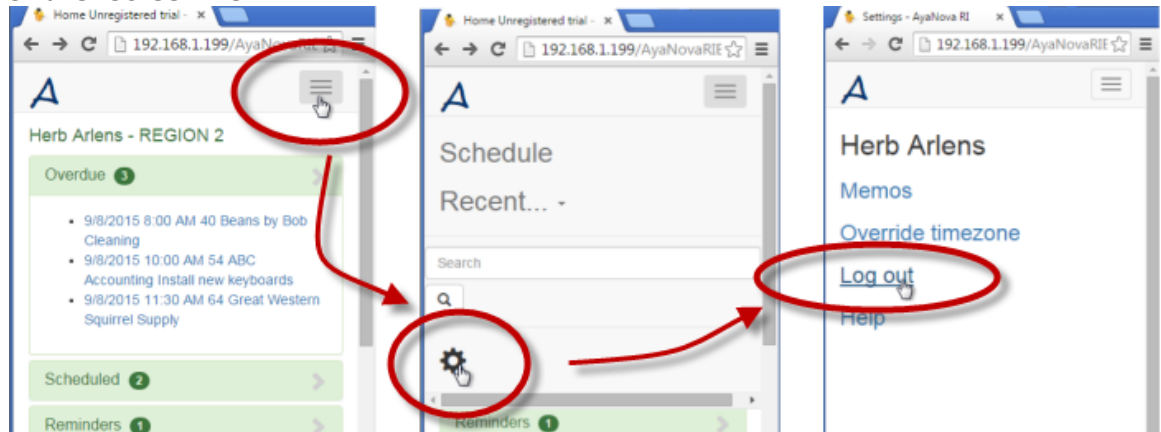 Home Unregistered trial -
192.168.1.199/AyaNovaRIE
Herb Arlens - REGION 2
Overdue 3
9/8/2015 8:00 AM 40 Beans by Bob
Cleaning
9/8/2015 10:00 AM 54 ABC
Accounting Install new keyboards
9/8/2015 11:30 AM 64 Great Western
Squirrel Supply
Scheduled 2
Reminders 1
Home Unregistered trial -
192.168.1.199/AyaNovaRIE
Schedule
Recent... -
Search
Reminders 1
Settings - AyaNova RI
192.168.1.199/AyaNovaRIE
Herb Arlens
Memos
Override timezone
Log out
Help